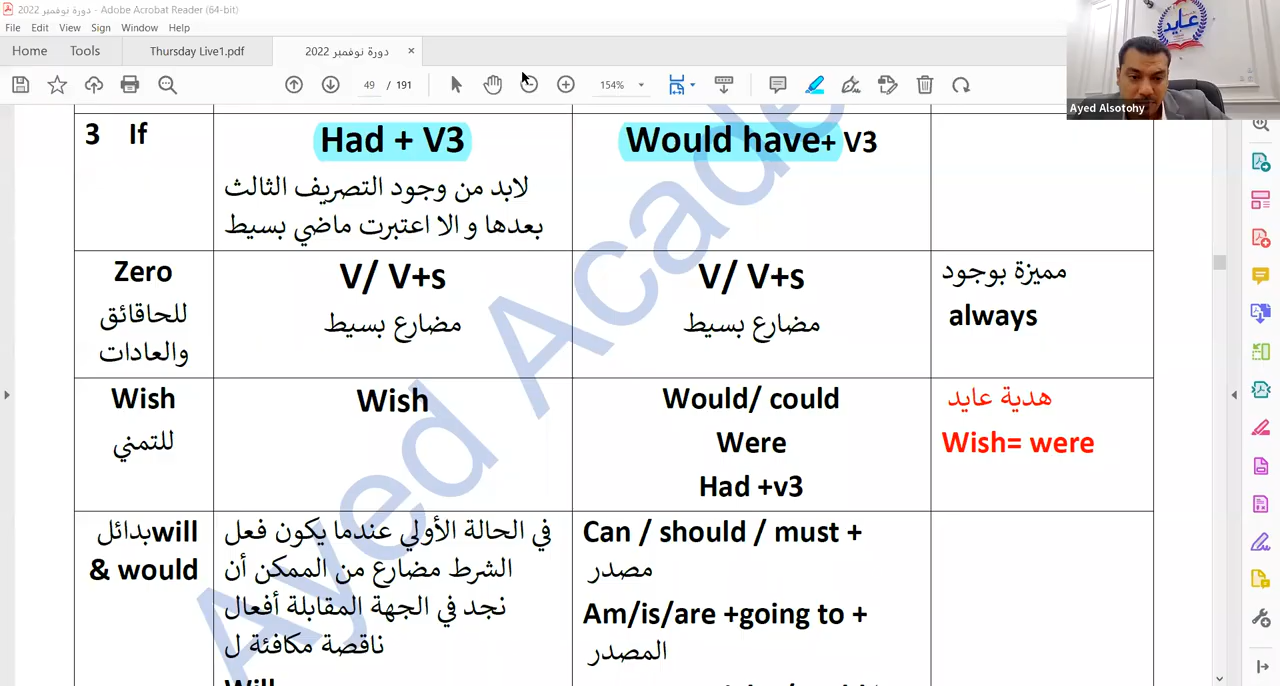 دورة نوفمبر 2022 - Adobe Acrobat Reader (64-bit)
File Edit View Sign Window Help
Home Tools Thursday Live1.pdf دورة نوفمبر 2022 ×
49 / 191 154%
عايد
Ayed Alsotohy
3 If Had + V3 Would have+ V3
لابد من وجود التصريف الثالث
بعدها و الا اعتبرت ماضي بسيط
Zero V/ V+s V/ V+s مميزة بوجود
للحاقائق مضارع بسيط مضارع بسيط always
والعادات
Wish Wish Would/ could هدية عايد
للتمني Were Wish= were
Had +v3
بدائلwill في الحالة الأولي عندما يكون فعل Can / should / must +
& would الشرط مضارع من الممكن أن مصدر
نجد في الجهة المقابلة أفعال Am/is/are +going to +
ناقصة مكافئة ل المصدر
Will
Ayed Acade